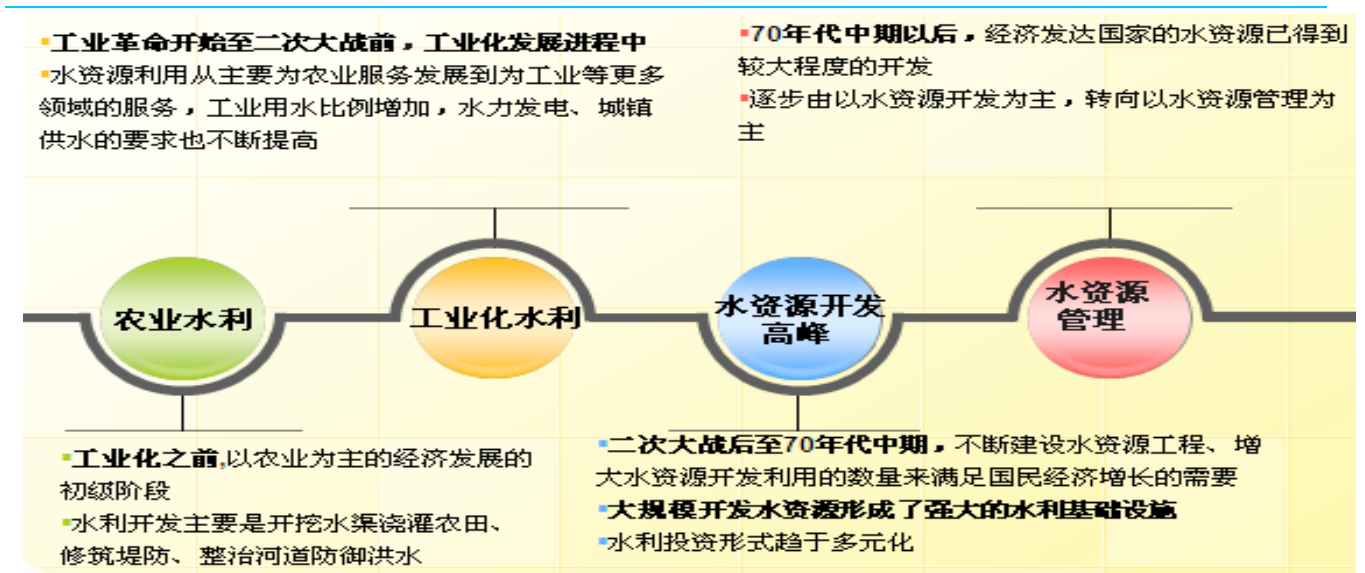 ▪工业革命开始至二次大战前，工业化发展进程中
▪水资源利用从主要为农业服务发展到为工业等更多
领域的服务，工业用水比例增加，水力发电、城镇
供水的要求也不断提高
▪70年代中期以后，经济发达国家的水资源已得到
较大程度的开发
▪逐步由以水资源开发为主，转向以水资源管理为
主
农业水利
工业化水利
水资源开发
高峰
水资源
管理
▪工业化之前,以农业为主的经济发展的
初级阶段
▪水利开发主要是开挖水渠浇灌农田、
修筑堤防、整治河道防御洪水
▪二次大战后至70年代中期，不断建设水资源工程、增
大水资源开发利用的数量来满足国民经济增长的需要
▪大规模开发水资源形成了强大的水利基础设施
▪水利投资形式趋于多元化